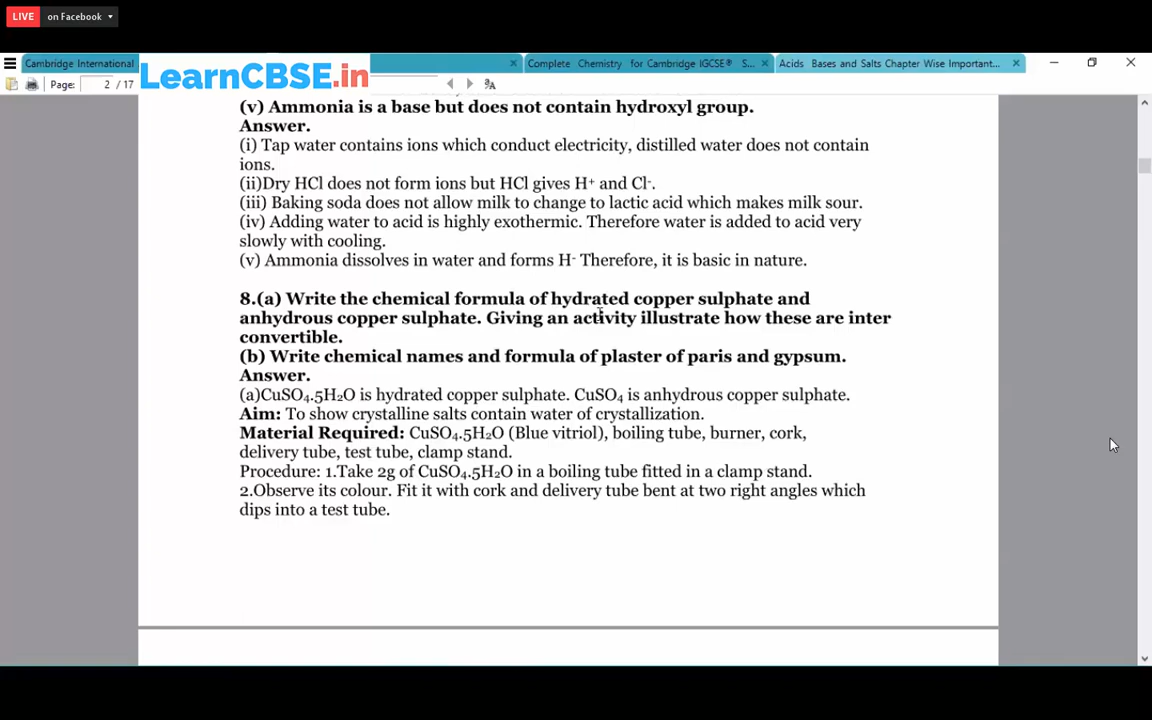 LIVE on Facebook
Cambridge International
Complete Chemistry for Cambridge IGCSE® S...
Acids Bases and Salts Chapter Wise Important...
LearnCBSE.in
Page: 2 / 17
(v) Ammonia is a base but does not contain hydroxyl group.
Answer.
(i) Tap water contains ions which conduct electricity, distilled water does not contain
ions.
(ii)Dry HCl does not form ions but HCl gives H⁺ and Cl⁻.
(iii) Baking soda does not allow milk to change to lactic acid which makes milk sour.
(iv) Adding water to acid is highly exothermic. Therefore water is added to acid very
slowly with cooling.
(v) Ammonia dissolves in water and forms H⁻ Therefore, it is basic in nature.
8.(a) Write the chemical formula of hydrated copper sulphate and
anhydrous copper sulphate. Giving an activity illustrate how these are inter
convertible.
(b) Write chemical names and formula of plaster of paris and gypsum.
Answer.
(a)CuSO₄.5H₂O is hydrated copper sulphate. CuSO₄ is anhydrous copper sulphate.
Aim: To show crystalline salts contain water of crystallization.
Material Required: CuSO₄.5H₂O (Blue vitriol), boiling tube, burner, cork,
delivery tube, test tube, clamp stand.
Procedure: 1.Take 2g of CuSO₄.5H₂O in a boiling tube fitted in a clamp stand.
2.Observe its colour. Fit it with cork and delivery tube bent at two right angles which
dips into a test tube.